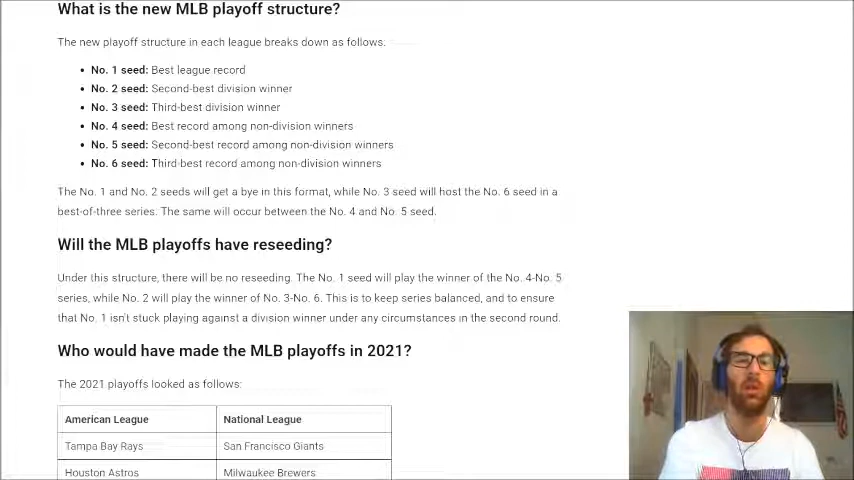 What is the new MLB playoff structure?
The new playoff structure in each league breaks down as follows:
• No. 1 seed: Best league record
• No. 2 seed: Second-best division winner
• No. 3 seed: Third-best division winner
• No. 4 seed: Best record among non-division winners
• No. 5 seed: Second-best record among non-division winners
• No. 6 seed: Third-best record among non-division winners
The No. 1 and No. 2 seeds will get a bye in this format, while No. 3 seed will host the No. 6 seed in a
best-of-three series. The same will occur between the No. 4 and No. 5 seed.
Will the MLB playoffs have reseeding?
Under this structure, there will be no reseeding. The No. 1 seed will play the winner of the No. 4-No. 5
series, while No. 2 will play the winner of No. 3-No. 6. This is to keep series balanced, and to ensure
that No. 1 isn't stuck playing against a division winner under any circumstances in the second round.
Who would have made the MLB playoffs in 2021?
The 2021 playoffs looked as follows:
American League National League
Tampa Bay Rays San Francisco Giants
Houston Astros Milwaukee Brewers